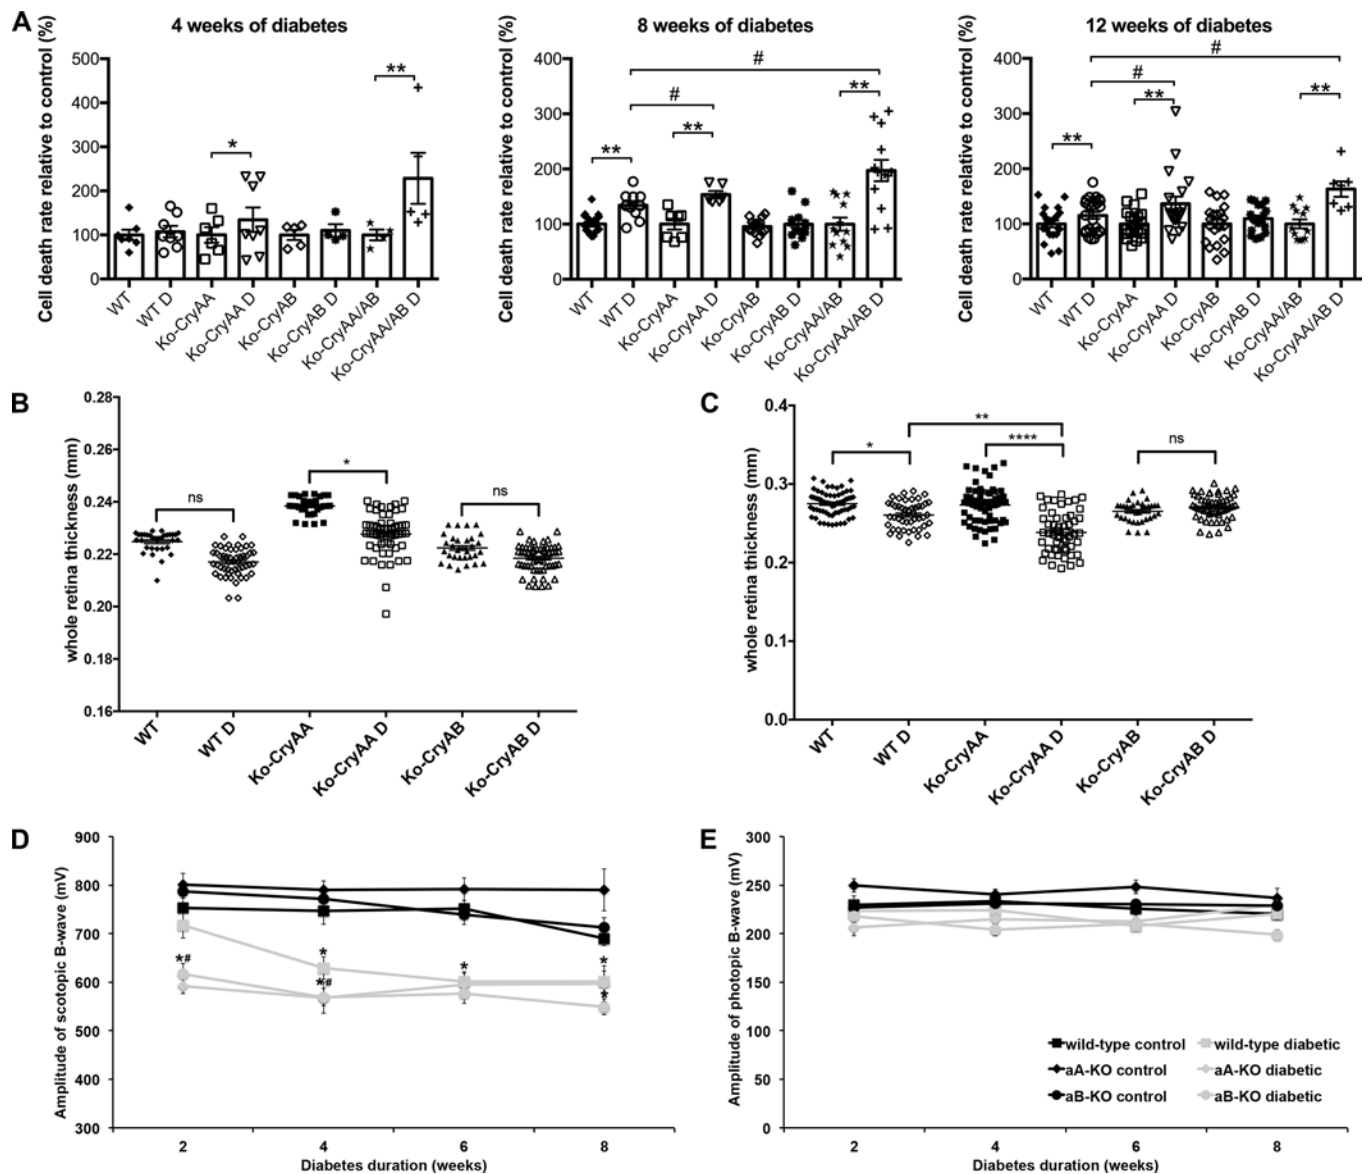 A
4 weeks of diabetes
8 weeks of diabetes
12 weeks of diabetes
Cell death rate relative to control (%)
500
400
300
200
100
0
*
**
WT
WT D
Ko-CryAA
Ko-CryAA D
Ko-CryAB
Ko-CryAB D
Ko-CryAA/AB
Ko-CryAA/AB D
Cell death rate relative to control (%)
400
300
200
100
0
#
#
**
**
**
WT
WT D
Ko-CryAA
Ko-CryAA D
Ko-CryAB
Ko-CryAB D
Ko-CryAA/AB
Ko-CryAA/AB D
Cell death rate relative to control (%)
400
300
200
100
0
#
#
**
**
**
WT
WT D
Ko-CryAA
Ko-CryAA D
Ko-CryAB
Ko-CryAB D
Ko-CryAA/AB
Ko-CryAA/AB D
B
whole retina thickness (mm)
0.28
0.26
0.24
0.22
0.20
0.18
0.16
ns
*
ns
WT
WT D
Ko-CryAA
Ko-CryAA D
Ko-CryAB
Ko-CryAB D
C
whole retina thickness (mm)
0.4
0.3
0.2
0.1
0.0
*
**
****
ns
WT
WT D
Ko-CryAA
Ko-CryAA D
Ko-CryAB
Ko-CryAB D
D
Amplitude of scotopic B-wave (mV)
900
800
700
600
500
400
300
*#
*
*#
*
*
*
2 4 6 8
Diabetes duration (weeks)
E
Amplitude of photopic B-wave (mV)
300
250
200
150
100
50
0
wild-type control wild-type diabetic
aA-KO control aA-KO diabetic
aB-KO control aB-KO diabetic
2 4 6 8
Diabetes duration (weeks)